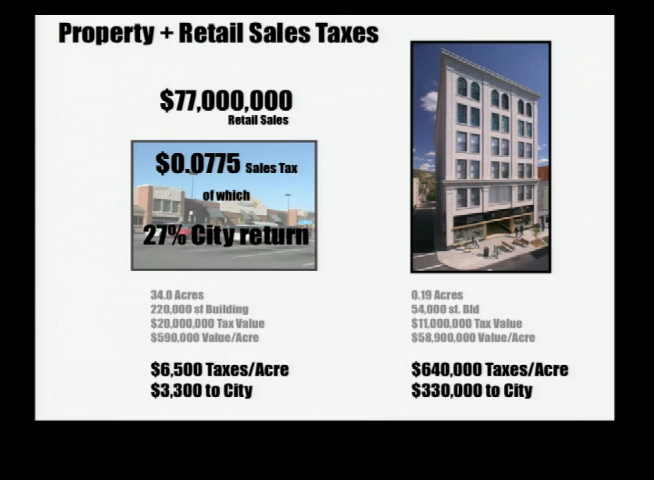 Property + Retail Sales Taxes
$77,000,000
Retail Sales
$0.0775 Sales Tax
of which
27% City return
34.0 Acres
220,000 sf Building
$20,000,000 Tax Value
$590,000 Value/Acre
$6,500 Taxes/Acre
$3,300 to City
0.19 Acres
54,000 sf. Bld
$11,000,000 Tax Value
$58,900,000 Value/Acre
$640,000 Taxes/Acre
$330,000 to City